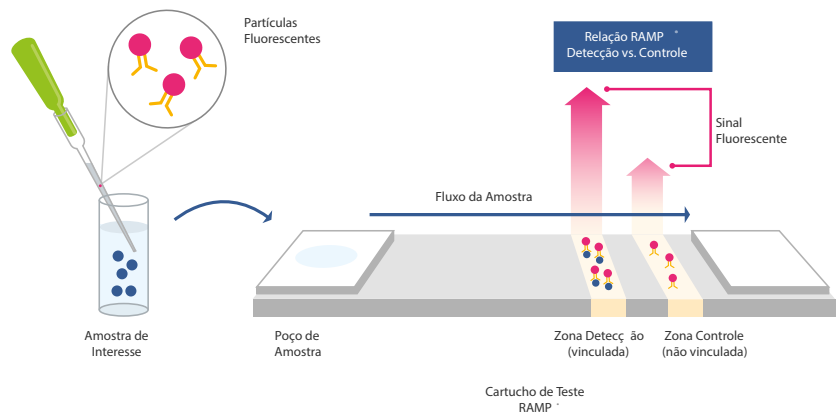 Partículas
Fluorescentes
Relação RAMP ®
Detecção vs. Controle
Sinal
Fluorescente
Fluxo da Amostra
Amostra de
Interesse
Poço de
Amostra
Zona Detecç ão
(vinculada)
Zona Controle
(não vinculada)
Cartucho de Teste
RAMP ®